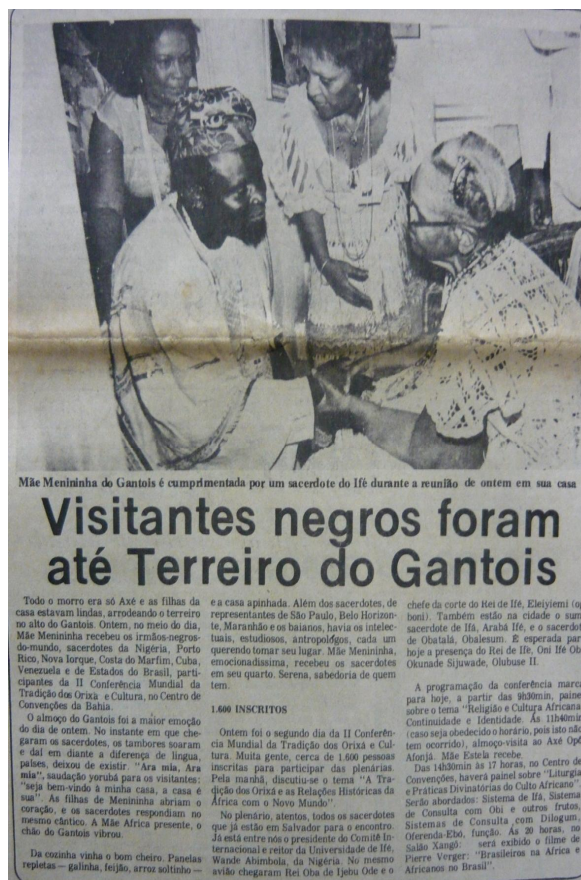 Mãe Menininha do Gantois é cumprimentada por um sacerdote do Ifé durante a reunião de ontem em sua casa
Visitantes negros foram
até Terreiro do Gantois
Todo o morro era só Axé e as filhas da
casa estavam lindas, arrodeando o terreiro
no alto do Gantois. Ontem, no meio do dia,
Mãe Menininha recebeu os irmãos-negros-
do-mundo, sacerdotes da Nigéria, Porto
Rico, Nova Iorque, Costa do Marfim, Cuba,
Venezuela e de Estados do Brasil, parti-
cipantes da II Conferência Mundial da
Tradição dos Orixá e Cultura, no Centro de
Convenções da Bahia.
O almoço do Gantois foi a maior emoção
do dia de ontem. No instante em que che-
garam os sacerdotes, os tambores soaram
e daí em diante a diferença de língua,
países, deixou de existir. "Ara mia, Ara
mia", saudação yorubá para os visitantes:
"seja bem-vindo à minha casa, a casa é
sua". As filhas de Menininha abriam o
coração, e os sacerdotes respondiam no
mesmo cântico. A Mãe Africa presente, o
chão do Gantois vibrou.
Da cozinha vinha o bom cheiro. Panelas
repletas — galinha, feijão, arroz soltinho —
e a casa apinhada. Além dos sacerdotes, de
representantes de São Paulo, Belo Horizon-
te, Maranhão e os baianos, havia os intelec-
tuais, estudiosos, antropólogos, cada um
querendo tomar seu lugar. Mãe Menininha,
emocionadíssima, recebeu os sacerdotes
em seu quarto. Serena, sabedoria de quem
tem.
1.600 INSCRITOS
Ontem foi o segundo dia da II Conferên-
cia Mundial da Tradição dos Orixá e Cul-
tura. Muita gente, cerca de 1.600 pessoas
inscritas para participar das plenárias.
Pela manhã, discutiu-se o tema "A Tra-
dição dos Orixá e as Relações Históricas da
África com o Novo Mundo".
No plenário, atentos, todos os sacerdotes
que já estão em Salvador para o encontro.
Já está entre nós o presidente do Comitê In-
ternacional e reitor da Universidade de Ifé,
Wande Abimbola, da Nigéria. No mesmo
avião chegaram Rei Oba de Ijebu Ode e o
chefe da corte do Rei de Ifé, Eleiyiemi (o
boni). Também estão na cidade o sum
sacerdote de Ifá, Arabá Ifé, e o sacerdot
de Obatalá, Obalesum. É esperada par
hoje a presença do Rei de Ife, Oni Ifé Ob
Okunade Sijuwade, Olubuse II.
A programação da conferência marca
para hoje, a partir das 9h30min, painel
sobre o tema "Religião e Cultura Africana
Continuidade e Identidade. Às 11h40mi
(caso seja obedecido o horário, pois isto não
tem ocorrido), almoço-visita ao Axé Opô
Afonjá. Mãe Estela recebe.
Das 14h30min às 17 horas, no Centro de
Convenções, haverá painel sobre "Liturgia
e Práticas Divinatórias do Culto Africano".
Serão abordados: Sistema de Ifá, Sistema
de Consulta com Obi e outros frutos,
Sistemas de Consulta com Dilogum,
Oferenda-Ebó, função. Às 20 horas, no
Salão Xangô: será exibido o filme de
Pierre Verger: "Brasileiros na África e
Africanos no Brasil".